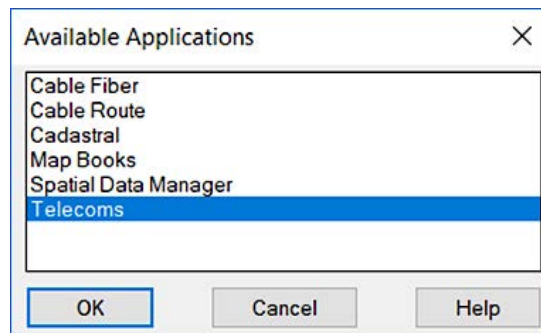 Available Applications
Cable Fiber
Cable Route
Cadastral
Map Books
Spatial Data Manager
Telecoms
OK Cancel Help